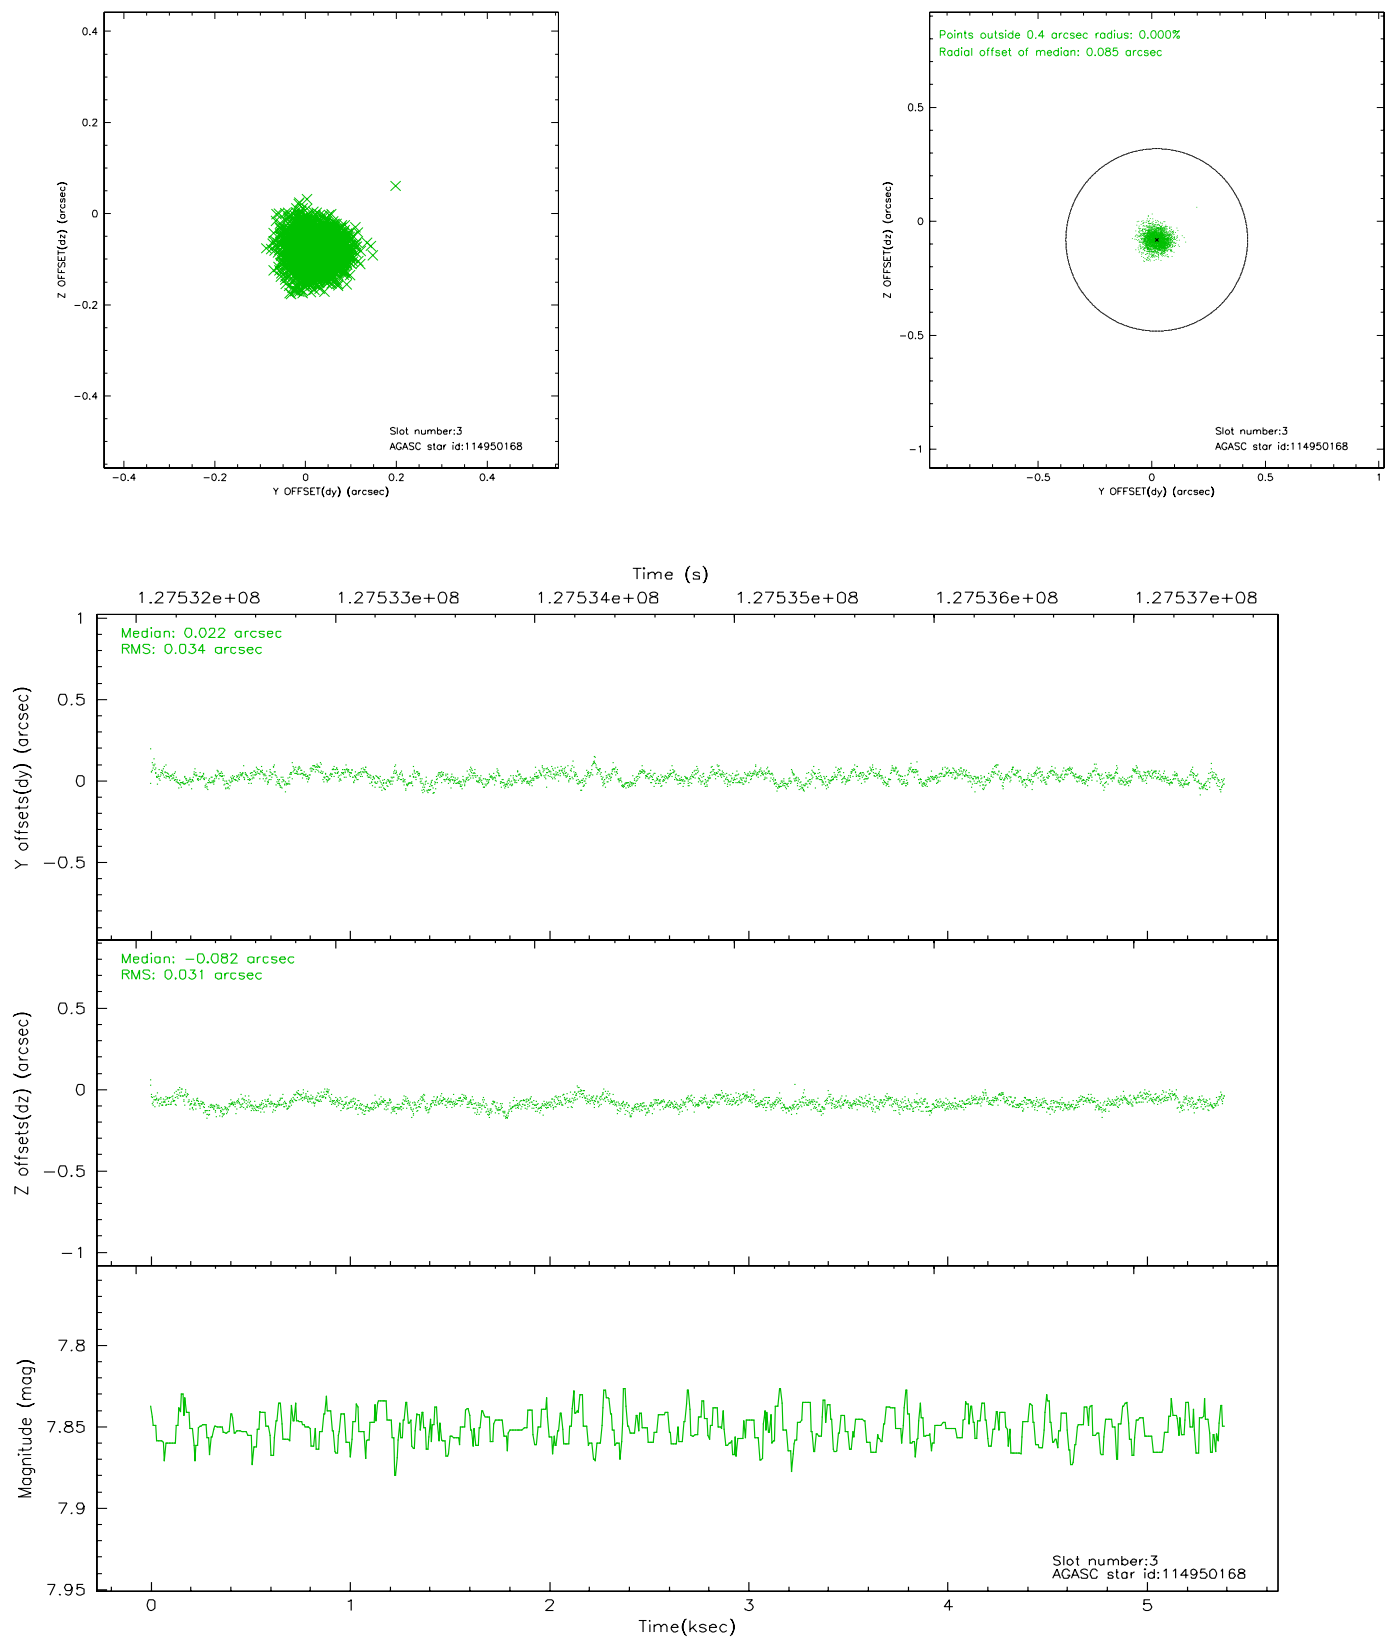 0.4
0.2
0
−0.2
−0.4
Z OFFSET(dz) (arcsec)
Slot number:3
AGASC star id:114950168
−0.4
−0.2
0
0.2
0.4
Y OFFSET(dy) (arcsec)
Points outside 0.4 arcsec radius: 0.000%
Radial offset of median: 0.085 arcsec
0.5
0
−0.5
−1
Z OFFSET(dz) (arcsec)
Slot number:3
AGASC star id:114950168
−0.5
0
0.5
1
Y OFFSET(dy) (arcsec)
Time (s)
1.27532e+08
1.27533e+08
1.27534e+08
1.27535e+08
1.27536e+08
1.27537e+08
Median: 0.022 arcsec
RMS: 0.034 arcsec
1
0.5
0
−0.5
Y offsets(dy) (arcsec)
Median: −0.082 arcsec
RMS: 0.031 arcsec
0.5
0
−0.5
−1
Z offsets(dz) (arcsec)
7.8
7.85
7.9
7.95
Magnitude (mag)
Slot number:3
AGASC star id:114950168
0
1
2
3
4
5
Time(ksec)